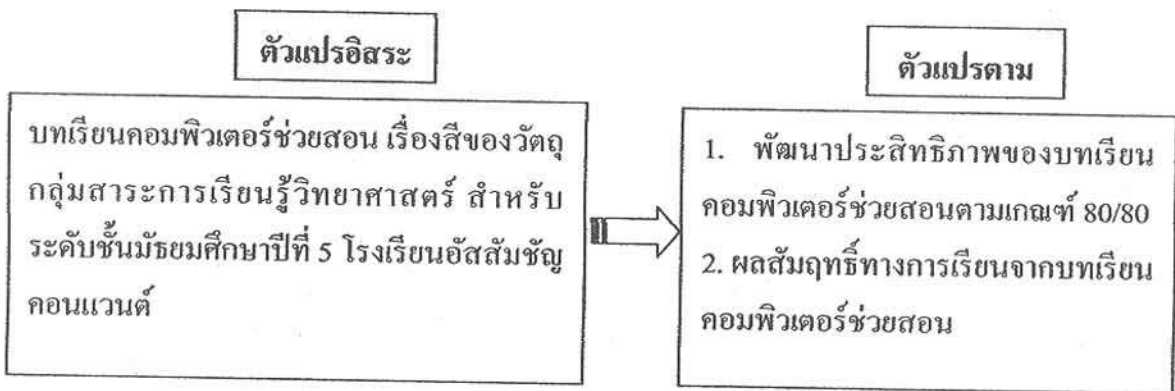 ตัวแปรอิสระ
บทเรียนคอมพิวเตอร์ช่วยสอน เรื่องสีของวัตถุ
กลุ่มสาระการเรียนรู้วิทยาศาสตร์ สำหรับ
ระดับชั้นมัธยมศึกษาปีที่ 5 โรงเรียนอัสสัมชัญ
คอนแวนต์
ตัวแปรตาม
1. พัฒนาประสิทธิภาพของบทเรียน
คอมพิวเตอร์ช่วยสอนตามเกณฑ์ 80/80
2. ผลสัมฤทธิ์ทางการเรียนจากบทเรียน
คอมพิวเตอร์ช่วยสอน